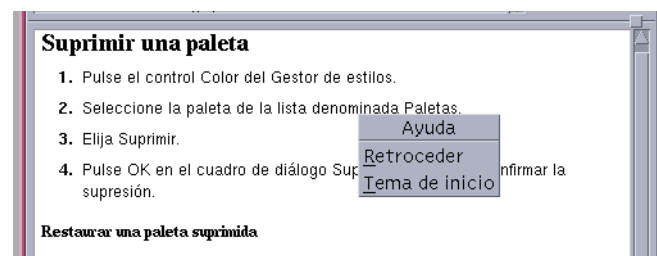 Suprimir una paleta
1. Pulse el control Color del Gestor de estilos.
2. Seleccione la paleta de la lista denominada Paletas.
3. Elija Suprimir.
4. Pulse OK en el cuadro de diálogo Sup nfirmar la
supresión.
Ayuda
Retroceder
Tema de inicio
Restaurar una paleta suprimida